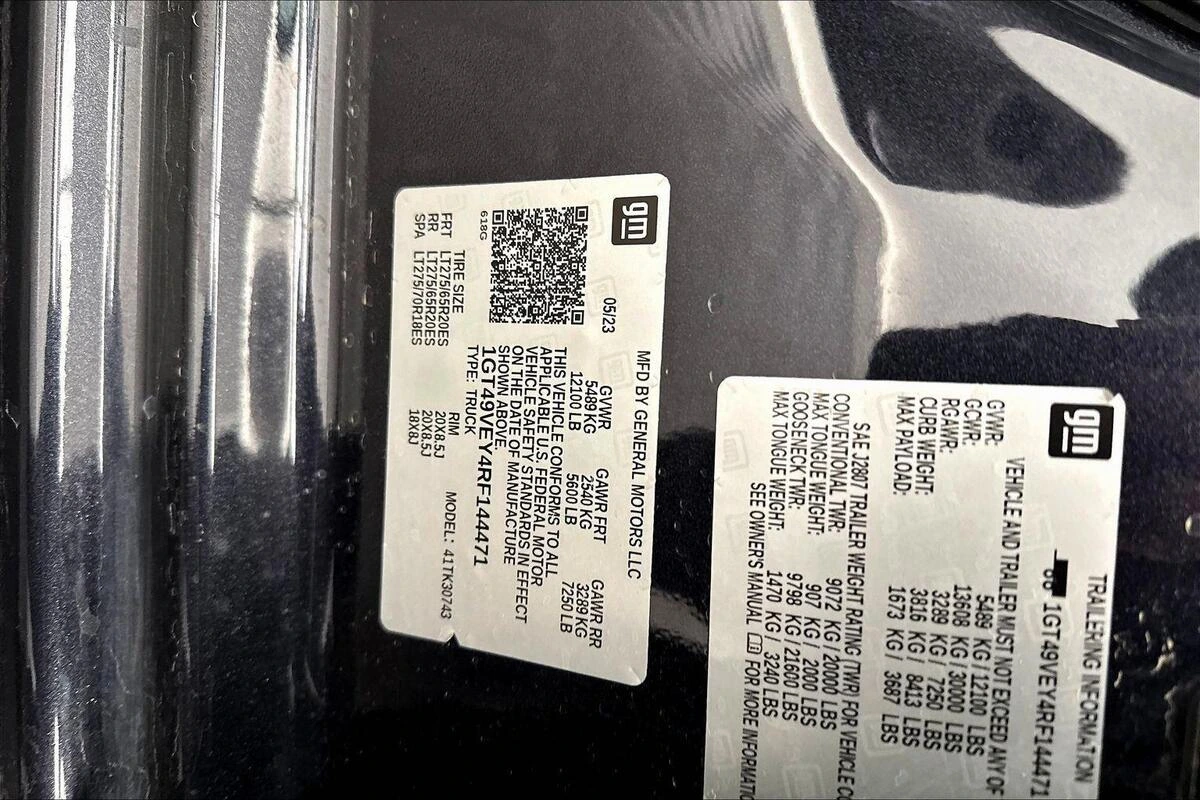 gm
MFD BY GENERAL MOTORS LLC
05/23
GVWR GAWR FRT GAWR RR
5489 KG 2540 KG 3289 KG
12100 LB 5600 LB 7250 LB
THIS VEHICLE CONFORMS TO ALL
APPLICABLE U.S. FEDERAL MOTOR
VEHICLE SAFETY STANDARDS IN EFFECT
ON THE DATE OF MANUFACTURE
SHOWN ABOVE.
1GT49VEY4RF144471
TYPE: TRUCK
618G
MODEL: 41TK30743
TIRE SIZE RIM
FRT LT275/65R20ES 20X8.5J
RR LT275/65R20ES 20X8.5J
SPA LT275/70R18ES 18X8J
gm
TRAILERING INFORMATION
1GT49VEY4RF144471
VEHICLE AND TRAILER MUST NOT EXCEED ANY OF
GVWR: 5489 KG / 12100 LBS
GCWR: 13608 KG / 30000 LBS
RGAWR: 3289 KG / 7250 LBS
CURB WEIGHT: 3816 KG / 8413 LBS
MAX PAYLOAD: 1673 KG / 3687 LBS
SAE J2807 TRAILER WEIGHT RATING (TWR) FOR VEHICLE
CONVENTIONAL TWR: 9072 KG / 20000 LBS
MAX TONGUE WEIGHT: 907 KG / 2000 LBS
GOOSENECK TWR: 9798 KG / 21600 LBS
MAX TONGUE WEIGHT: 1470 KG / 3240 LBS
SEE OWNER'S MANUAL FOR MORE